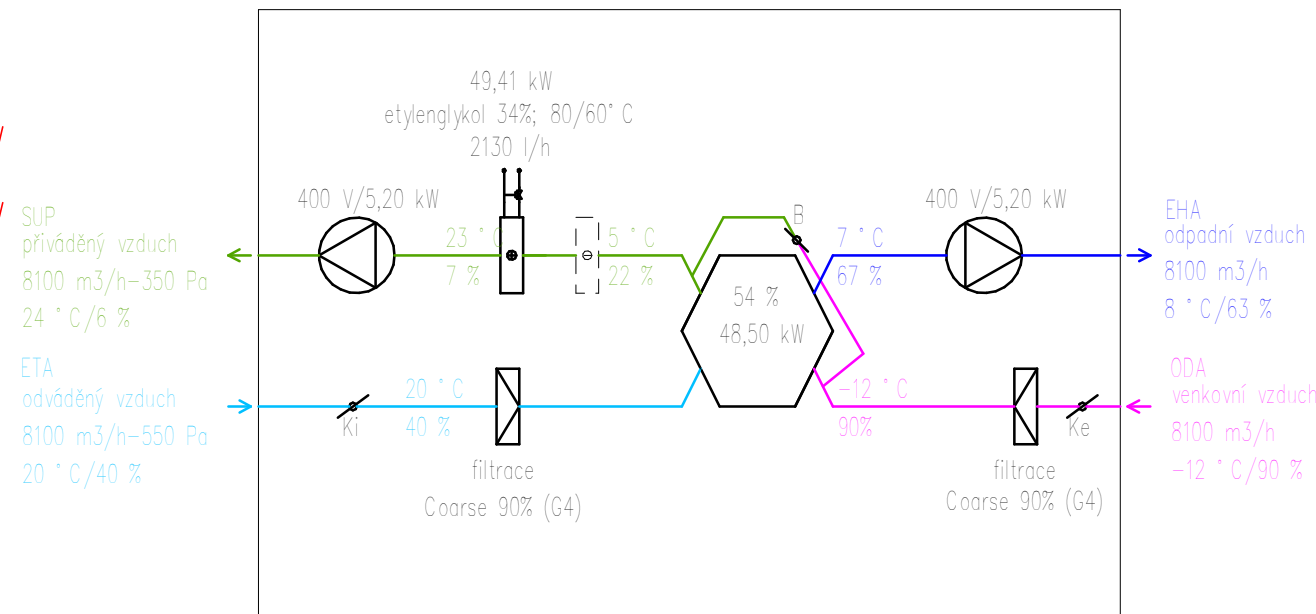 49,41 kW
etylenglykol 34%; 80/60°C
2130 l/h
400 V/5,20 kW
400 V/5,20 kW
SUP
přiváděný vzduch
8100 m3/h-350 Pa
24 °C/6 %
23 °C
7 %
5 °C
22 %
B
7 °C
67 %
EHA
odpadní vzduch
8100 m3/h
8 °C/63 %
54 %
48,50 kW
ETA
odváděný vzduch
8100 m3/h-550 Pa
20 °C/40 %
Ki
20 °C
40 %
filtrace
Coarse 90% (G4)
-12 °C
90%
Ke
filtrace
Coarse 90% (G4)
ODA
venkovní vzduch
8100 m3/h
-12 °C/90 %